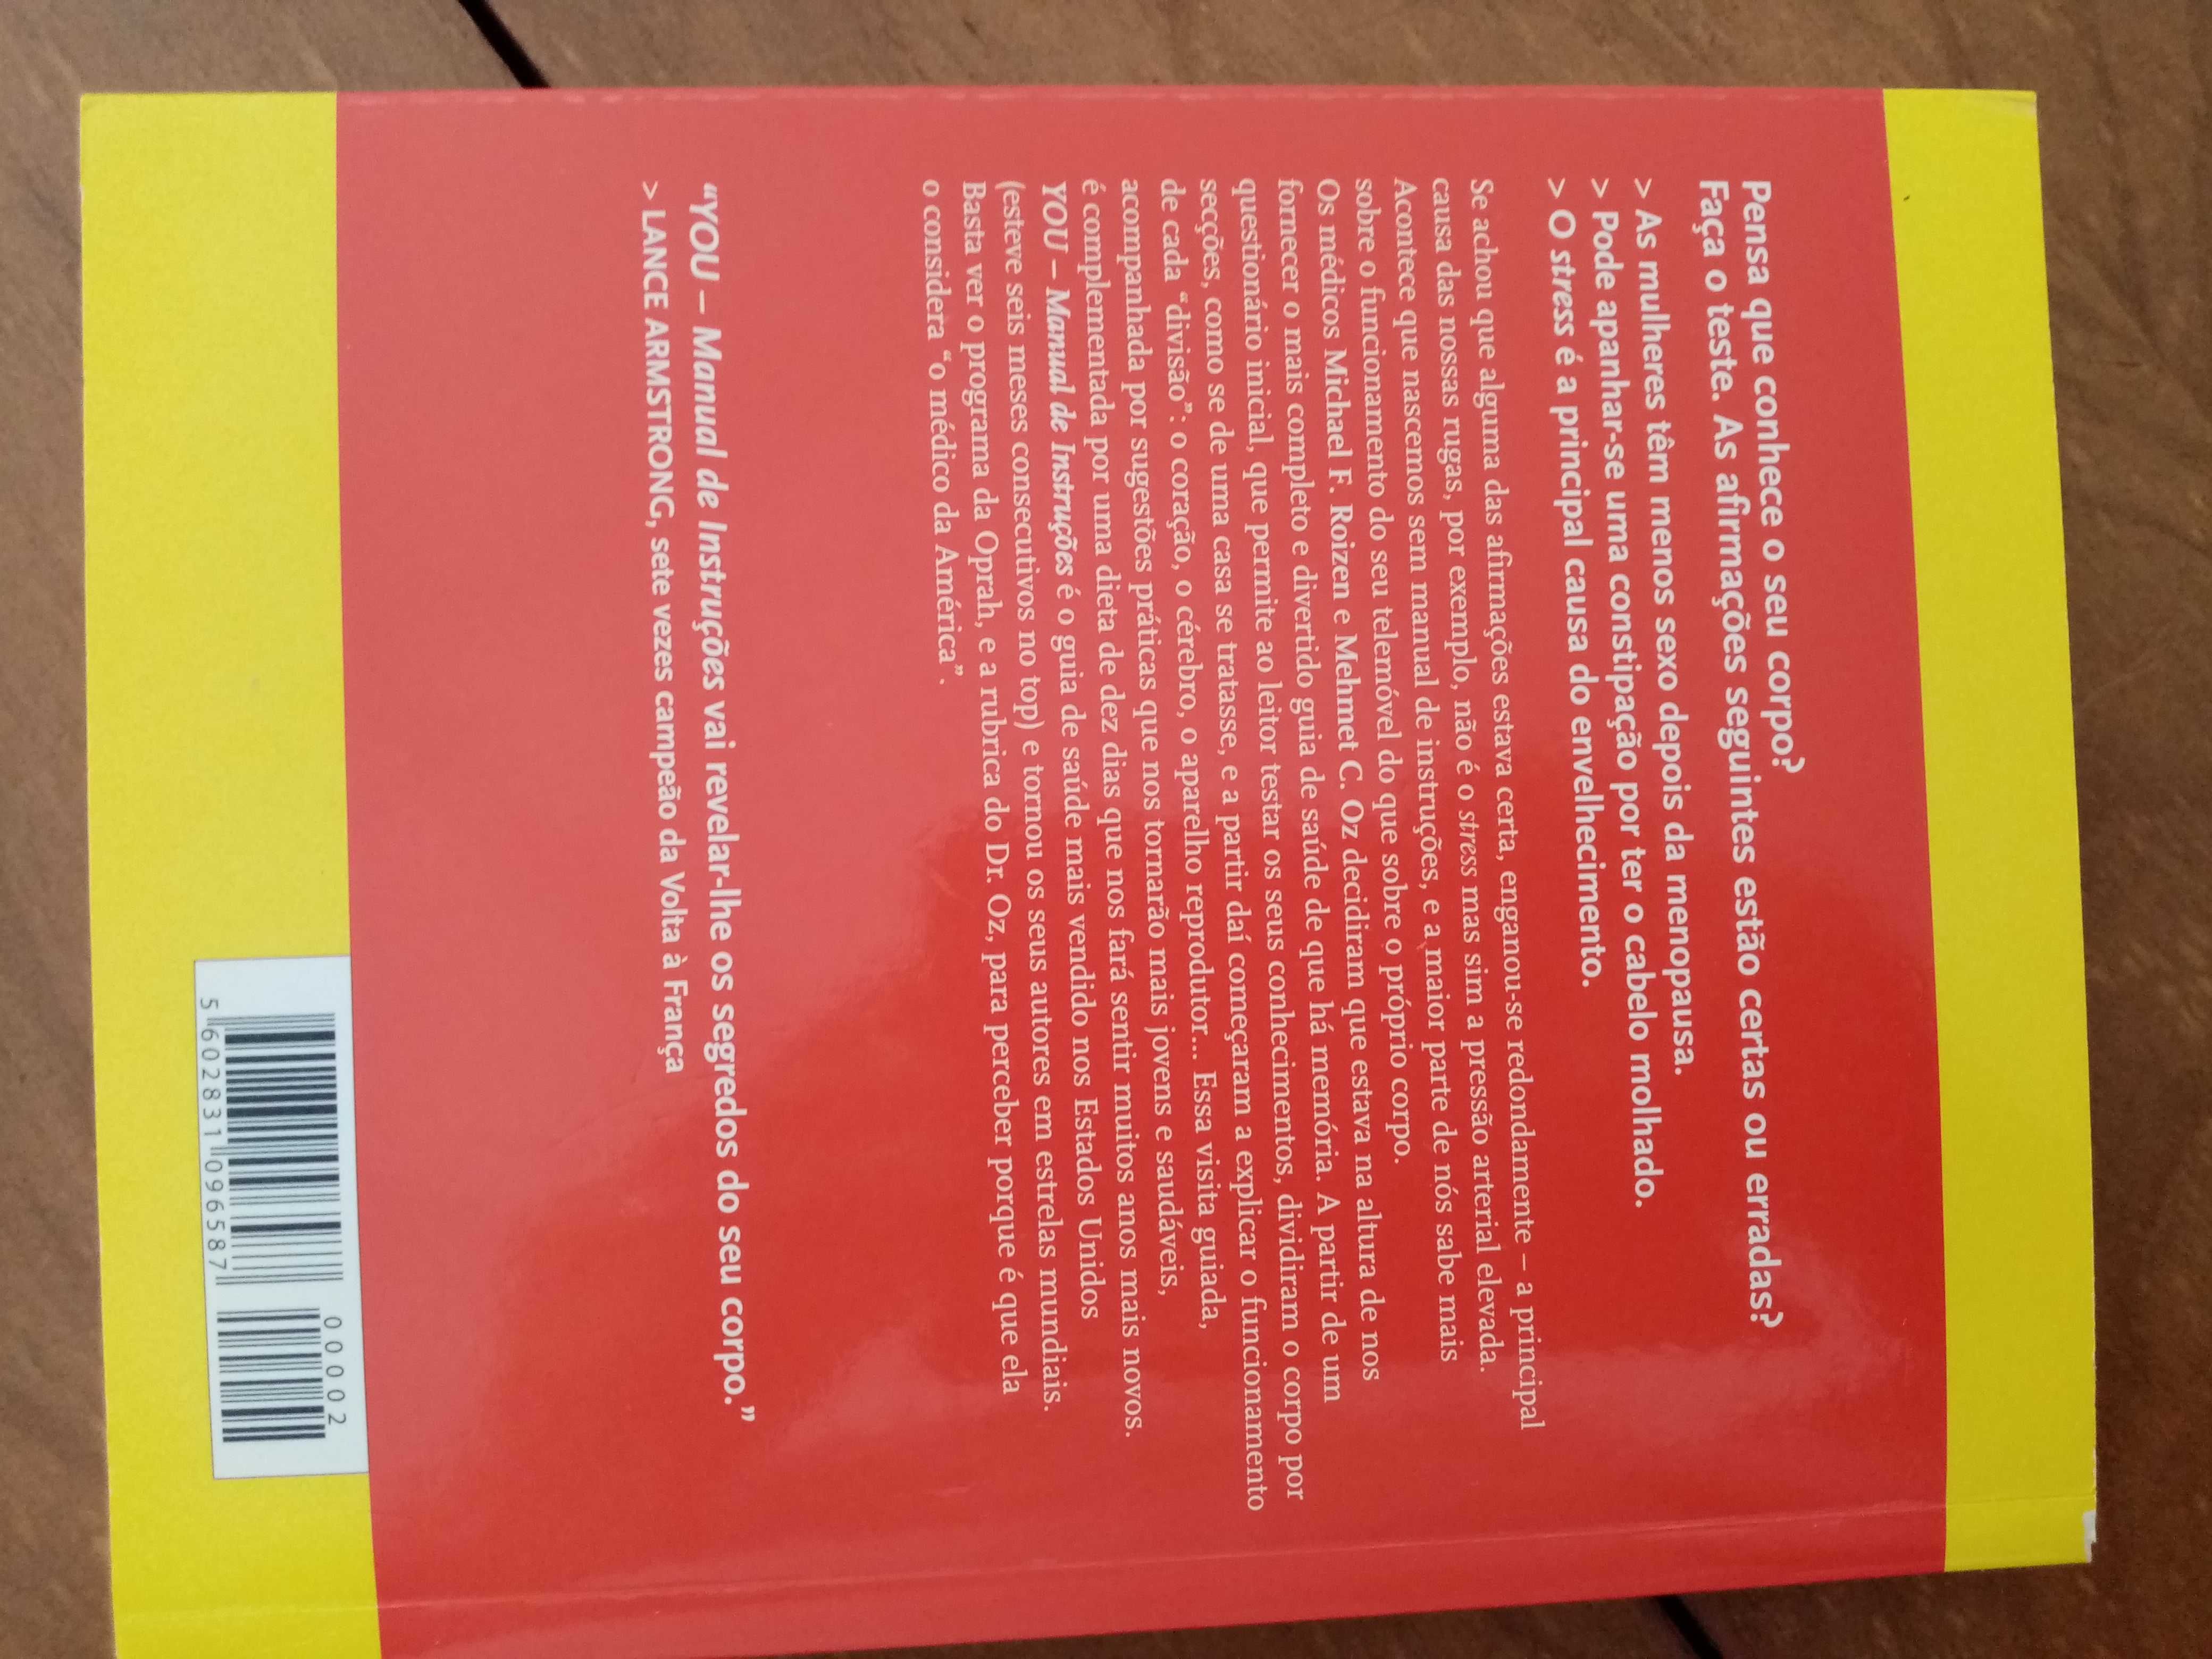 Pensa que conhece o seu corpo?
Faça o teste. As afirmações seguintes estão certas ou erradas?
> As mulheres têm menos sexo depois da menopausa.
> Pode apanhar-se uma constipação por ter o cabelo molhado.
> O stress é a principal causa do envelhecimento.
Se achou que alguma das afirmações estava certa, enganou-se redondamente – a principal
causa das nossas rugas, por exemplo, não é o stress mas sim a pressão arterial elevada.
Acontece que nascemos sem manual de instruções, e a maior parte de nós sabe mais
sobre o funcionamento do seu telemóvel do que sobre o próprio corpo.
Os médicos Michael F. Roizen e Mehmet C. Oz decidiram que estava na altura de nos
fornecer o mais completo e divertido guia de saúde de que há memória. A partir de um
questionário inicial, que permite ao leitor testar os seus conhecimentos, dividiram o corpo por
secções, como se de uma casa se tratasse, e a partir daí começaram a explicar o funcionamento
de cada “divisão”: o coração, o cérebro, o aparelho reprodutor... Essa visita guiada,
acompanhada por sugestões práticas que nos tornarão mais jovens e saudáveis,
é complementada por uma dieta de dez dias que nos fará sentir muitos anos mais novos.
YOU – Manual de Instruções é o guia de saúde mais vendido nos Estados Unidos
(esteve seis meses consecutivos no top) e tornou os seus autores em estrelas mundiais.
Basta ver o programa da Oprah, e a rubrica do Dr. Oz, para perceber porque é que ela
o considera “o médico da América”.
“YOU – Manual de Instruções vai revelar-lhe os segredos do seu corpo.”
> LANCE ARMSTRONG, sete vezes campeão da Volta à França
00002
5 602831 096587